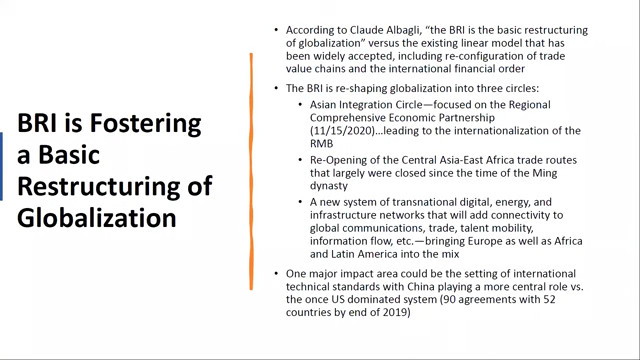 BRI is Fostering
a Basic
Restructuring of
Globalization
• According to Claude Albagli, “the BRI is the basic restructuring
of globalization” versus the existing linear model that has
been widely accepted, including re-configuration of trade
value chains and the international financial order
• The BRI is re-shaping globalization into three circles:
• Asian Integration Circle—focused on the Regional
Comprehensive Economic Partnership
(11/15/2020)…leading to the internationalization of the
RMB
• Re-Opening of the Central Asia-East Africa trade routes
that largely were closed since the time of the Ming
dynasty
• A new system of transnational digital, energy, and
infrastructure networks that will add connectivity to
global communications, trade, talent mobility,
information flow, etc.—bringing Europe as well as Africa
and Latin America into the mix
• One major impact area could be the setting of international
technical standards with China playing a more central role vs.
the once US dominated system (90 agreements with 52
countries by end of 2019)